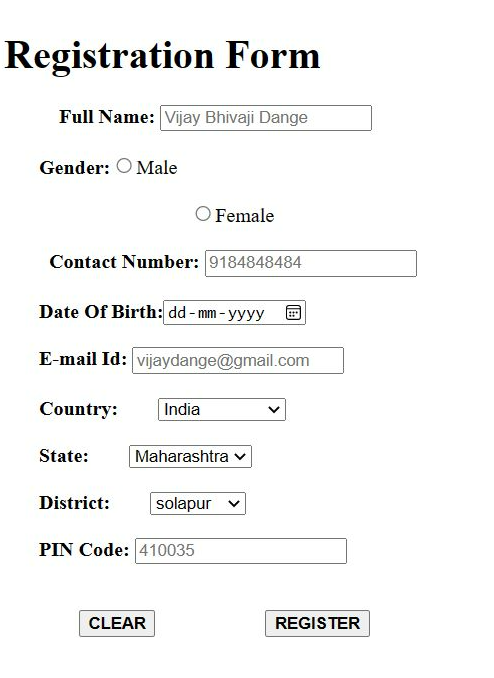 Registration Form
Full Name: Vijay Bhivaji Dange
Gender: Male
Female
Contact Number: 9184848484
Date Of Birth: dd-mm-yyyy
E-mail Id: vijaydange@gmail.com
Country: India
State: Maharashtra
District: solapur
PIN Code: 410035
CLEAR REGISTER